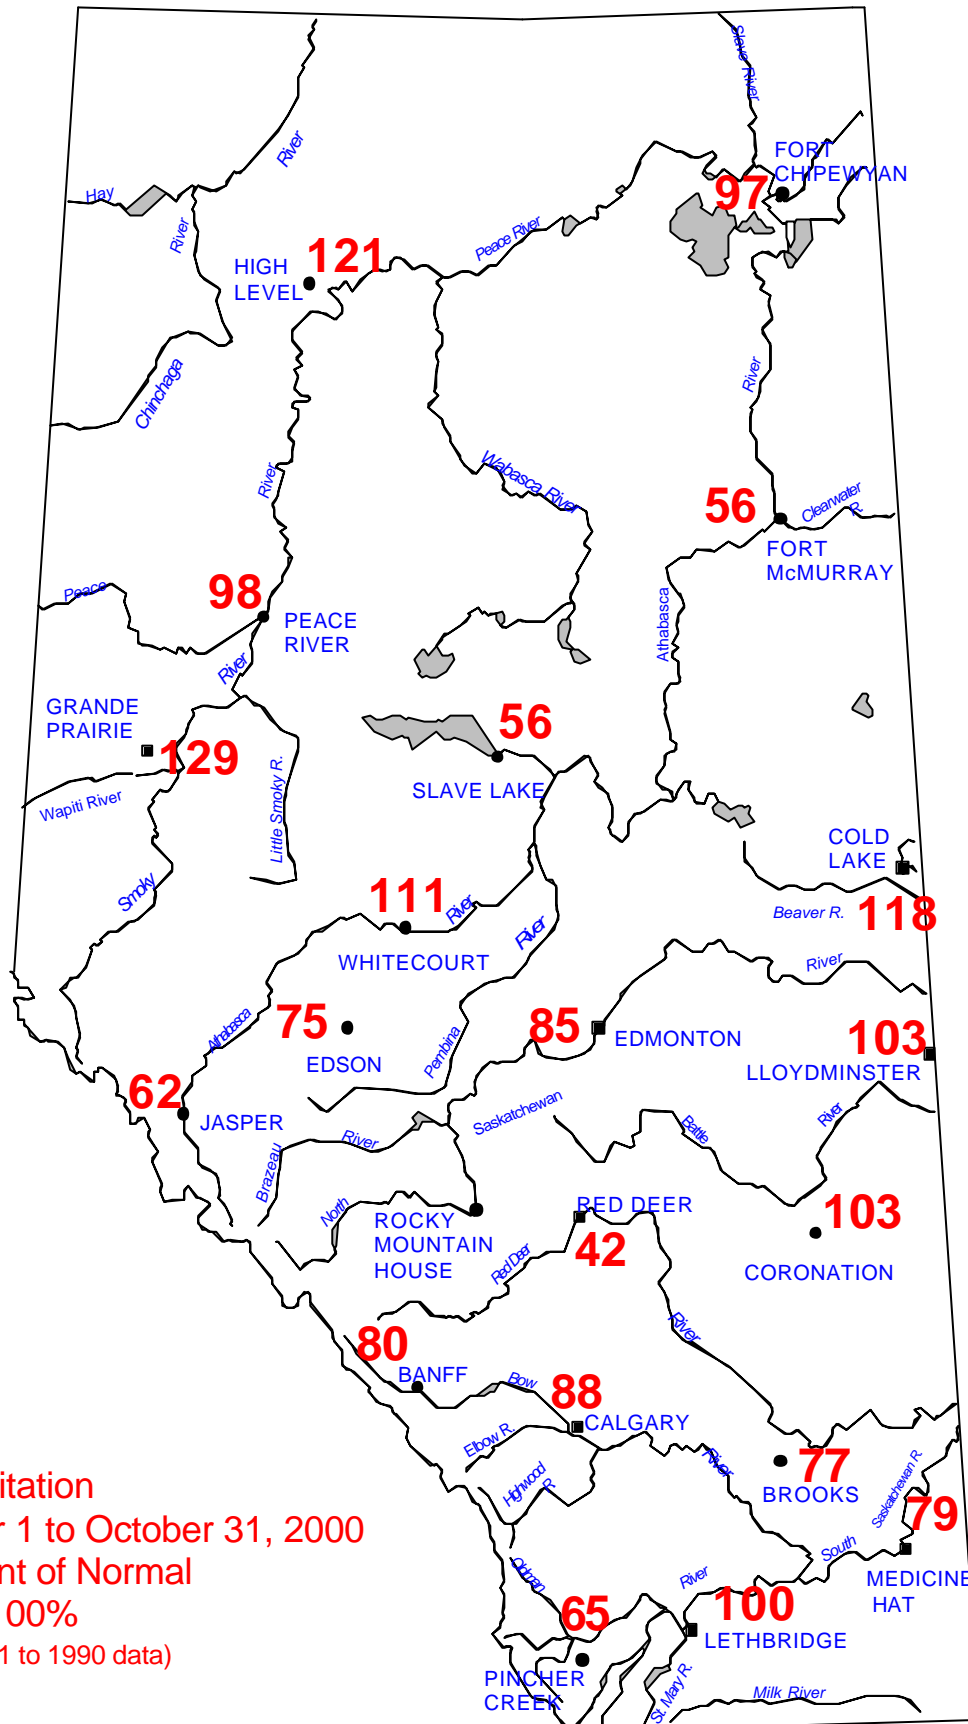 Slave River
FORT
CHIPEWYAN
97
River
Hay
River
Peace River
121
HIGH
LEVEL
River
Chinchaga
Wabasca River
River
56
Clearwater
R.
FORT
McMURRAY
Peace
98
PEACE
RIVER
Athabasca
River
GRANDE
PRAIRIE
129
56
SLAVE LAKE
Wapiti River
Little Smoky R.
COLD
LAKE
Smoky
111
River
River
Beaver R.
118
WHITECOURT
River
75
EDSON
Athabasca
Pembina
85
EDMONTON
103
LLOYDMINSTER
62
JASPER
Saskatchewan
River
Battle
River
Brazeau
North
ROCKY
MOUNTAIN
HOUSE
RED DEER
42
103
CORONATION
Red Deer
River
80
BANFF
Bow
88
CALGARY
Elbow R.
River
Highwood
R
77
BROOKS
Saskatchewan R.
79
itation
r 1 to October 31, 2000
nt of Normal
00%
1 to 1990 data)
South
MEDICINE
HAT
Oldman
River
65
100
LETHBRIDGE
PINCHER
CREEK
St. Mary R.
Milk River